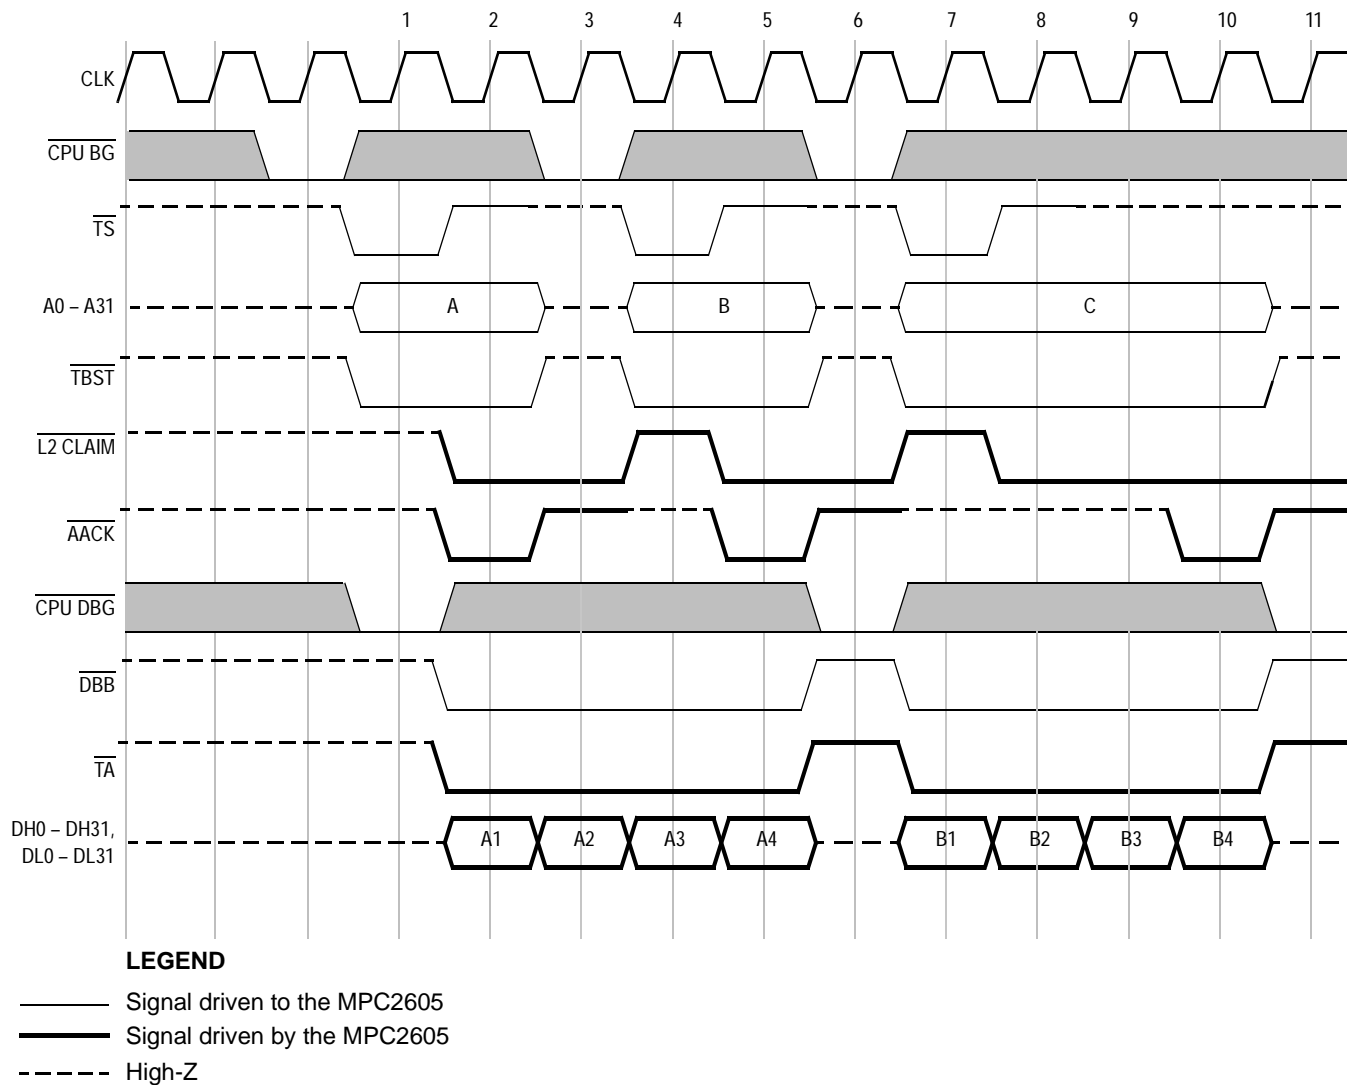 1 2 3 4 5 6 7 8 9 10 11
CLK
CPU BG
TS
A0 – A31
A B C
TBST
L2 CLAIM
AACK
CPU DBG
DBB
TA
DH0 – DH31,
DL0 – DL31
A1 A2 A3 A4 B1 B2 B3 B4
LEGEND
Signal driven to the MPC2605
Signal driven by the MPC2605
High-Z